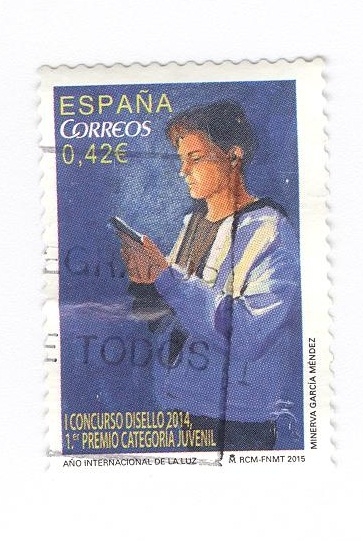 ESPAÑA
CORREOS
0,42€
TODOS
I CONCURSO DISELLO 2014,
1.er PREMIO CATEGORÍA JUVENIL
MINERVA GARCÍA MÉNDEZ
AÑO INTERNACIONAL DE LA LUZ
RCM-FNMT 2015